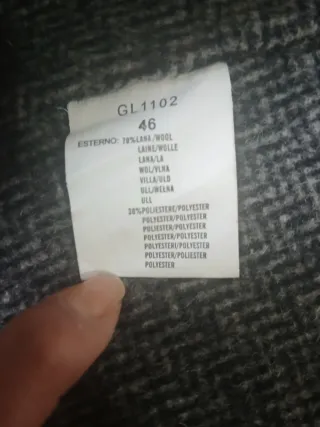 GL1102
46
ESTERNO: 70%LANA/WOOL
LAINE/WOLLE
LANA/LA
WOL/VLNA
VILLA/ULD
ULL/WEŁNA
ULL
30%POLIESTERE/POLYESTER
POLYESTER/POLYESTER
POLIESTER/POLYESTER
POLYESTER/POLYESTER
POLYESTERI/POLYESTER
POLYESTER/POLIESTER
POLYESTER